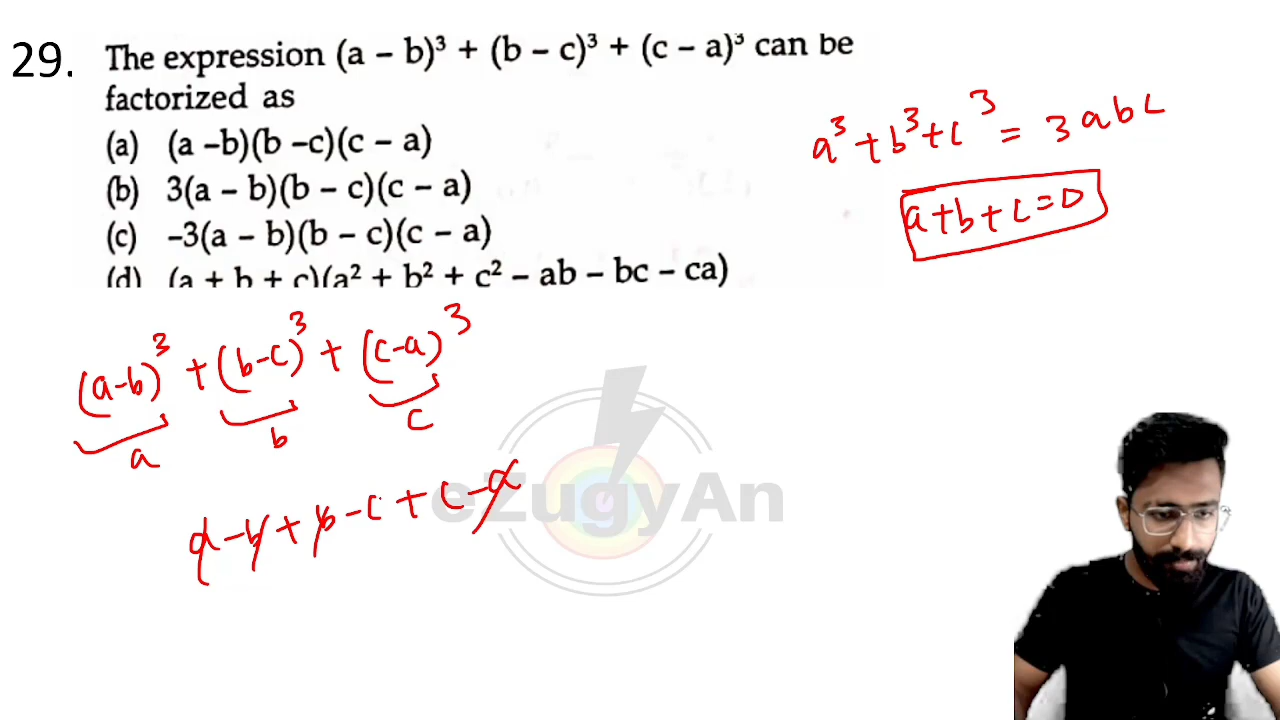 29. The expression (a – b)³ + (b – c)³ + (c – a)³ can be
factorized as
(a) (a –b)(b –c)(c – a)
(b) 3(a – b)(b – c)(c – a)
(c) –3(a – b)(b – c)(c – a)
(d) (a + b + c)(a² + b² + c² – ab – bc – ca)
a³ + b³ + c³ = 3abc
a+b+c=0
(a-b)³ + (b-c)³ + (c-a)³
a b c
a-b+b-c+c-a
eZugyAn